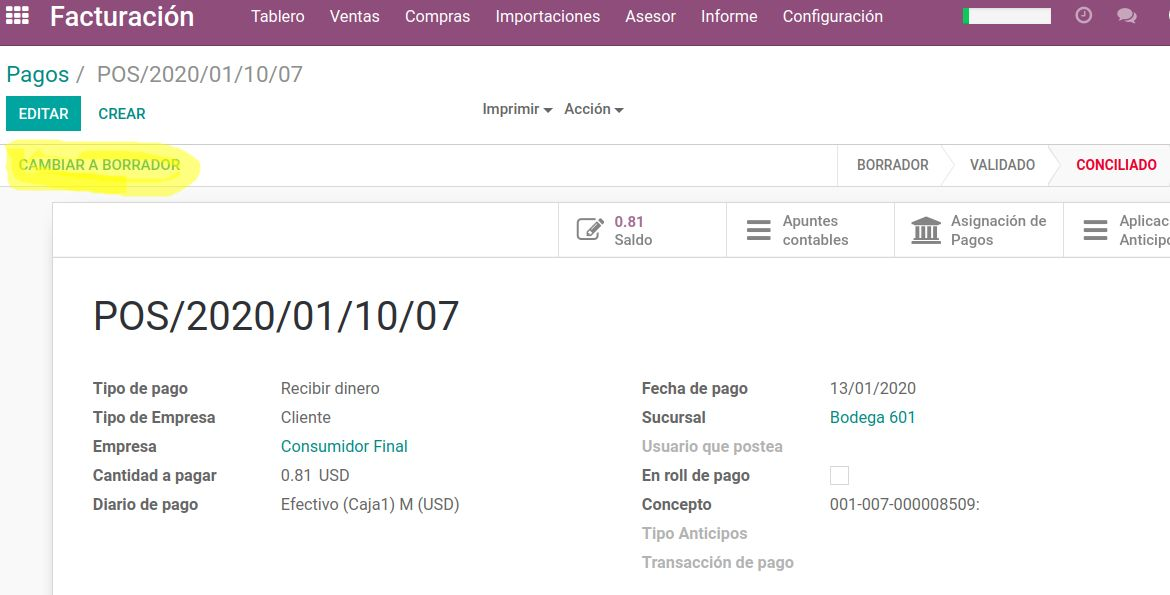 Facturación Tablero Ventas Compras Importaciones Asesor Informe Configuración
Pagos / POS/2020/01/10/07
EDITAR CREAR Imprimir Acción
CAMBIAR A BORRADOR BORRADOR VALIDADO CONCILIADO
0.81 Apuntes Asignación de Aplicac
Saldo contables Pagos Anticipo
POS/2020/01/10/07
Tipo de pago Recibir dinero Fecha de pago 13/01/2020
Tipo de Empresa Cliente Sucursal Bodega 601
Empresa Consumidor Final Usuario que postea
Cantidad a pagar 0.81 USD En roll de pago
Diario de pago Efectivo (Caja1) M (USD) Concepto 001-007-000008509:
Tipo Anticipos
Transacción de pago